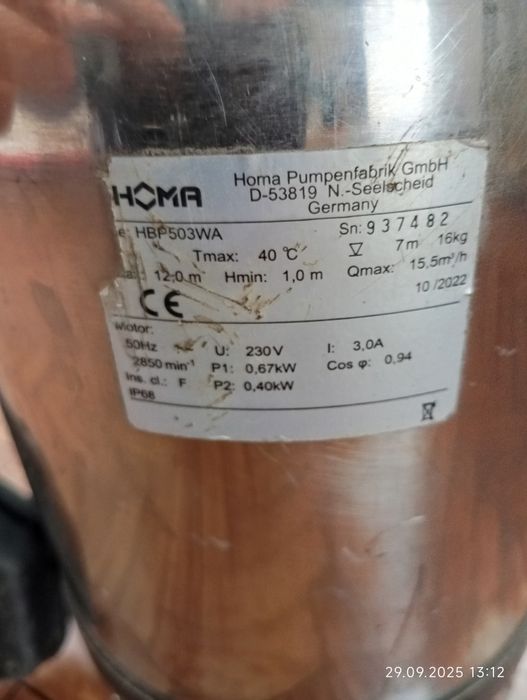 HOMA
Homa Pumpenfabrik GmbH
D-53819 N.-Seelscheid
Germany
e: HBP503WA Sn: 937482
Tmax: 40 °C 7m 16kg
12,0 m Hmin: 1,0 m Qmax: 15,5m³/h
CE 10/2022
Motor:
50Hz U: 230V I: 3,0A
2850 min⁻¹ P1: 0,67kW Cos φ: 0,94
Ins. cl.: F P2: 0,40kW
IP68
29.09.2025 13:12